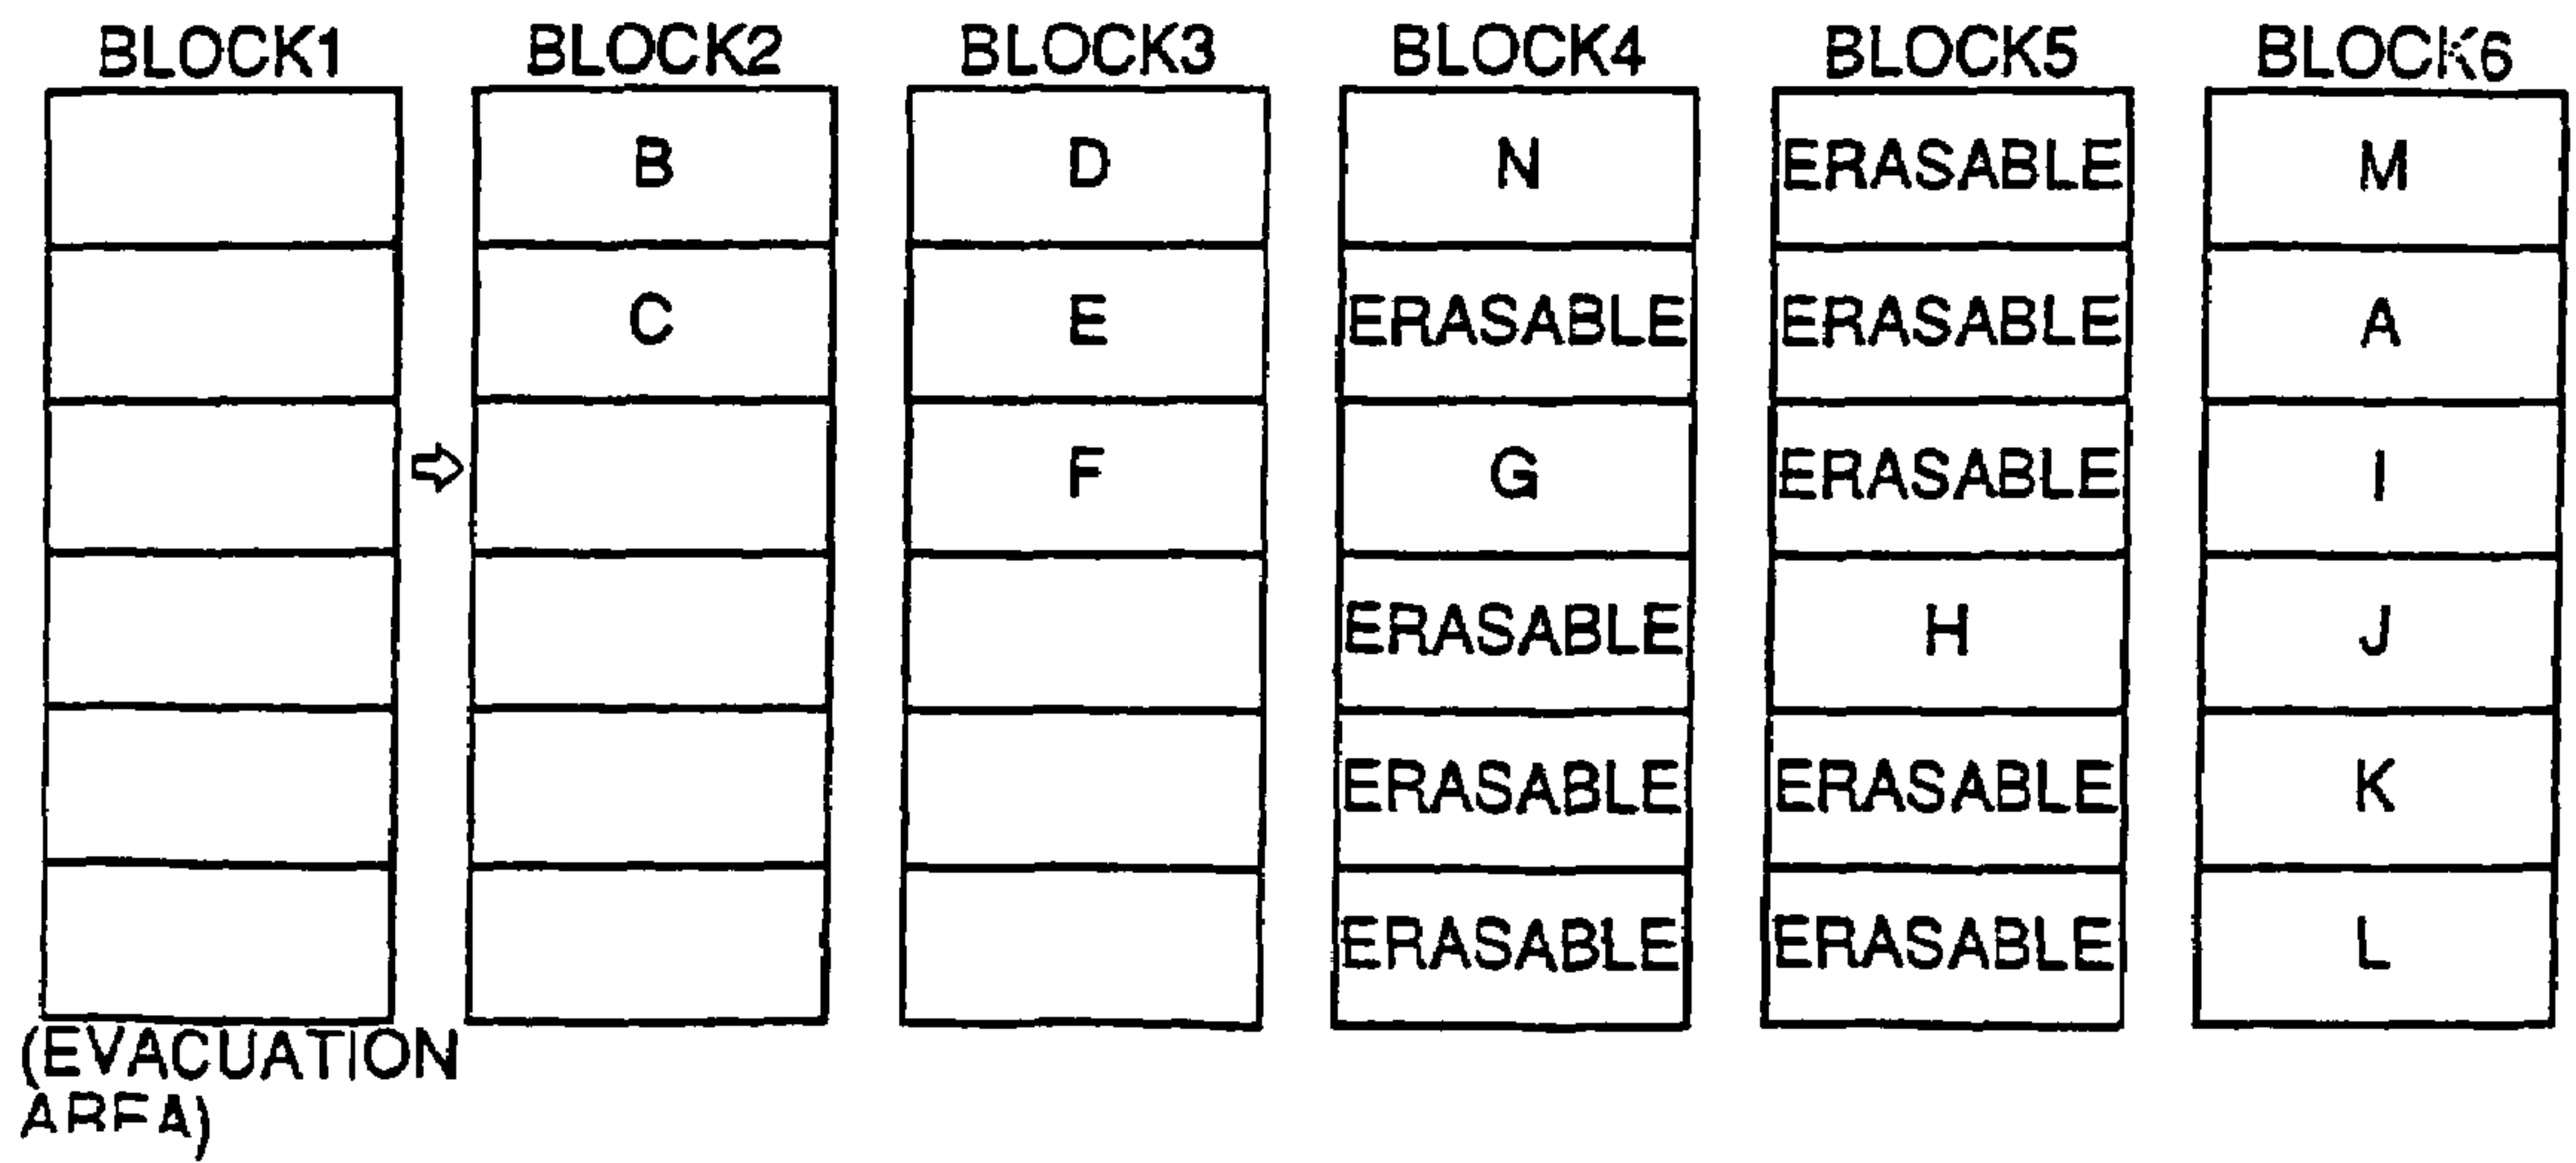 BLOCK1 BLOCK2 BLOCK3 BLOCK4 BLOCK5 BLOCK6
B D N ERASABLE M
C E ERASABLE ERASABLE A
F G ERASABLE I
ERASABLE H J
ERASABLE ERASABLE K
ERASABLE ERASABLE L
(EVACUATION
AREA)